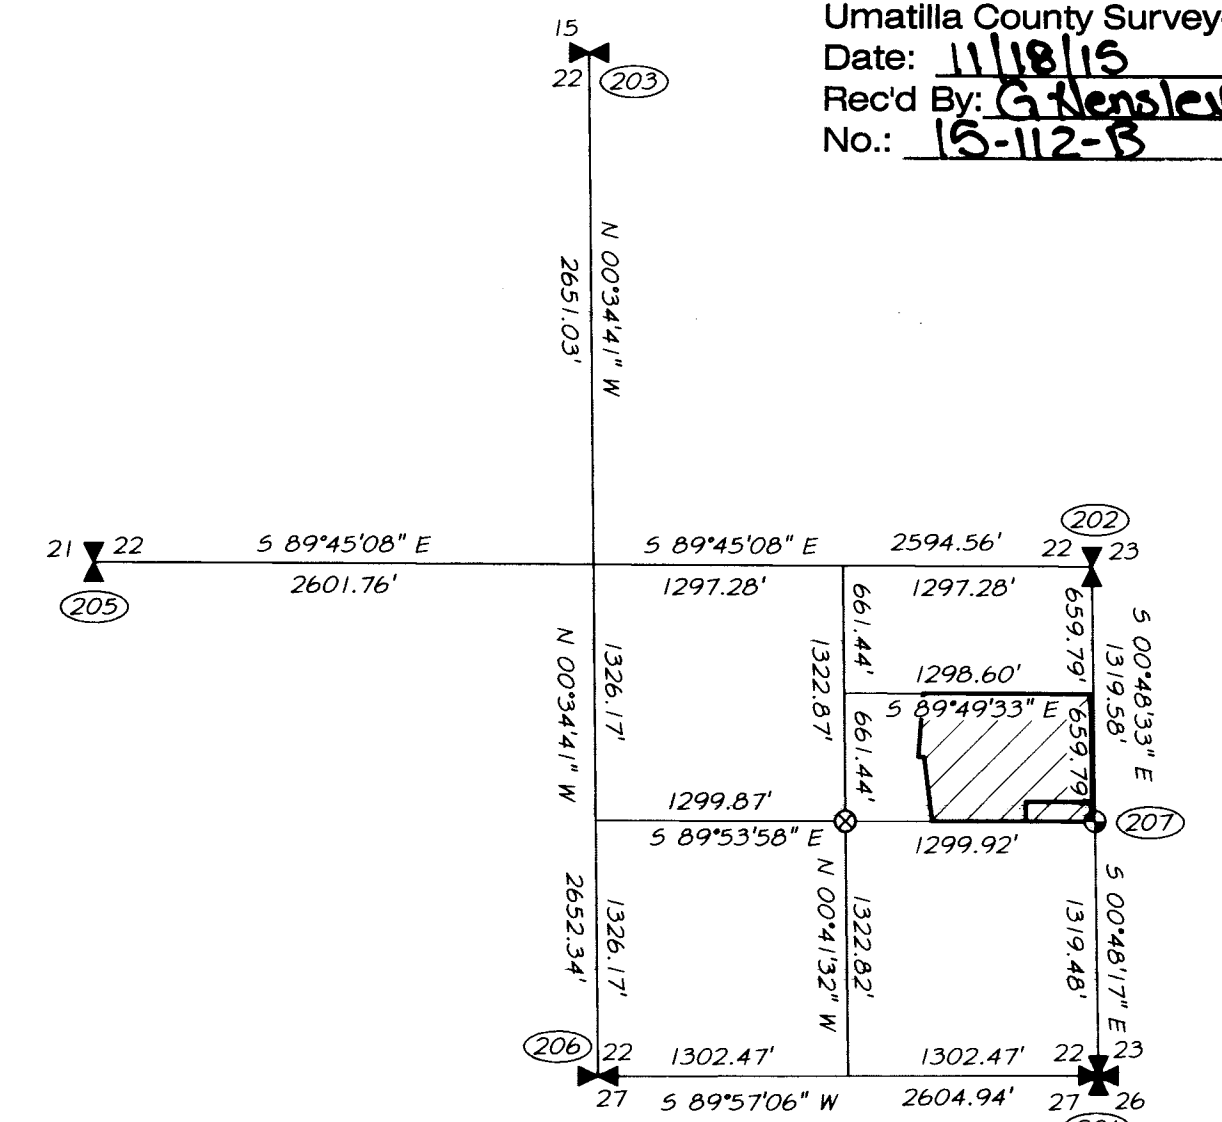 Umatilla County Survey
Date: 11/18/15
Rec'd By: G Hensley
No.: 15-112-B
15
22 203
N 00°34'41" W
2651.03'
202
21 22
S 89°45'08" E
S 89°45'08" E
2594.56'
22 23
205
2601.76'
1297.28'
1297.28'
N 00°34'41" W
1326.17'
1322.87'
661.44'
661.44'
659.79'
659.79
S 00°48'33" E
1319.58'
1298.60'
S 89°49'33" E
1299.87'
S 89°53'58" E
1299.92'
207
2652.34'
1326.17'
N 00°41'32" W
1322.82'
1319.48'
S 00°48'17" E
206 22
1302.47'
1302.47'
22 23
27
S 89°57'06" W
2604.94'
27 26